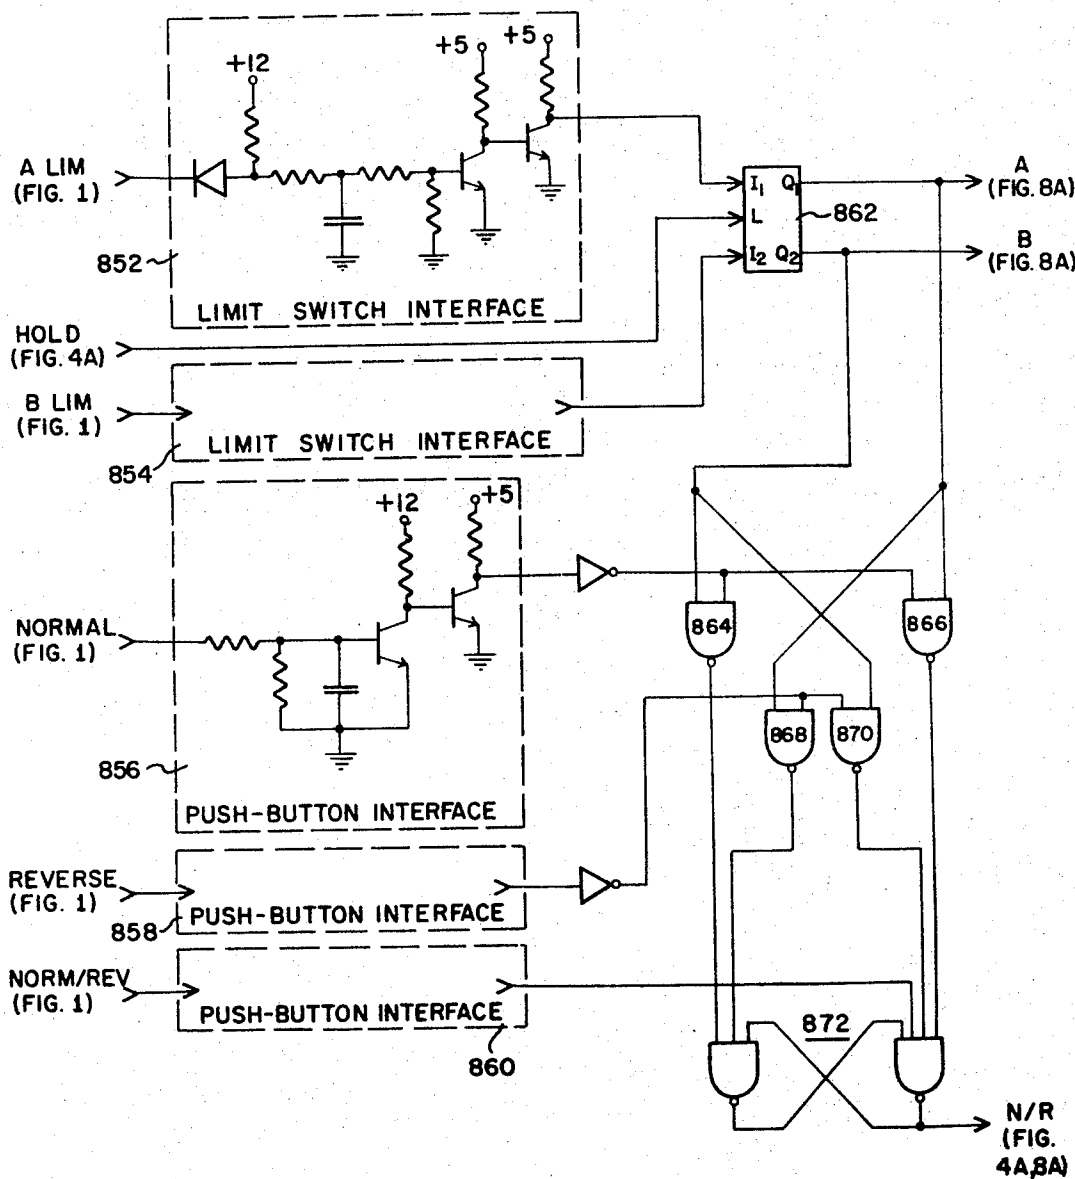 +5
+5
+12
A LIM
(FIG. 1)
A
(FIG. 8A)
I1 Q1
862
L
B
(FIG. 8A)
I2 Q2
852
LIMIT SWITCH INTERFACE
HOLD
(FIG. 4A)
B LIM
(FIG. 1)
LIMIT SWITCH INTERFACE
854
+12
+5
NORMAL
(FIG. 1)
864
866
868
870
856
PUSH-BUTTON INTERFACE
REVERSE
(FIG. 1)
858
PUSH-BUTTON INTERFACE
NORM/REV
(FIG. 1)
PUSH-BUTTON INTERFACE
860
872
N/R
(FIG.
4A,8A)